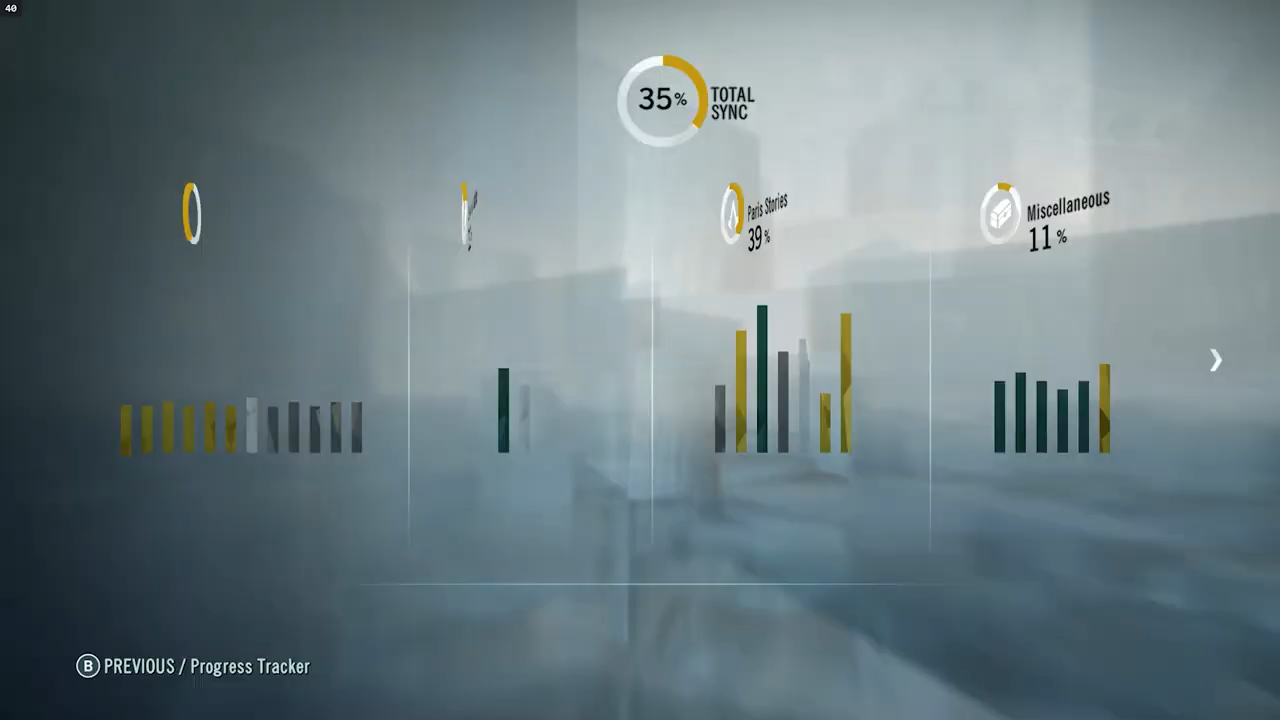 40
35%
TOTAL
SYNC
Paris Stories
39%
Miscellaneous
11%
B PREVIOUS / Progress Tracker